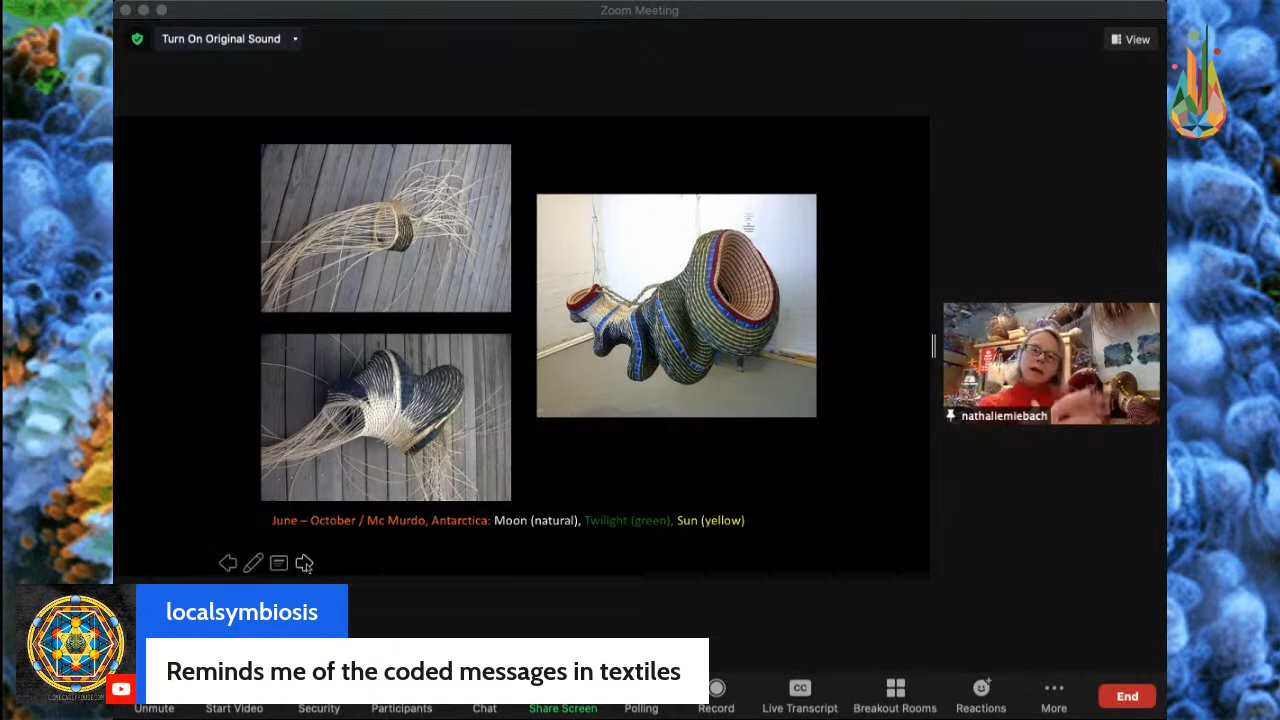 Zoom Meeting
Turn On Original Sound
View
nathaliemiebach
June – October / Mc Murdo, Antarctica: Moon (natural), Twilight (green), Sun (yellow)
localsymbiosis
Reminds me of the coded messages in textiles
ILOVECAGEYHOUSE.COM
Unmute
Start Video
Security
Participants
Chat
Share Screen
Polling
Record
CC
Live Transcript
Breakout Rooms
Reactions
More
End